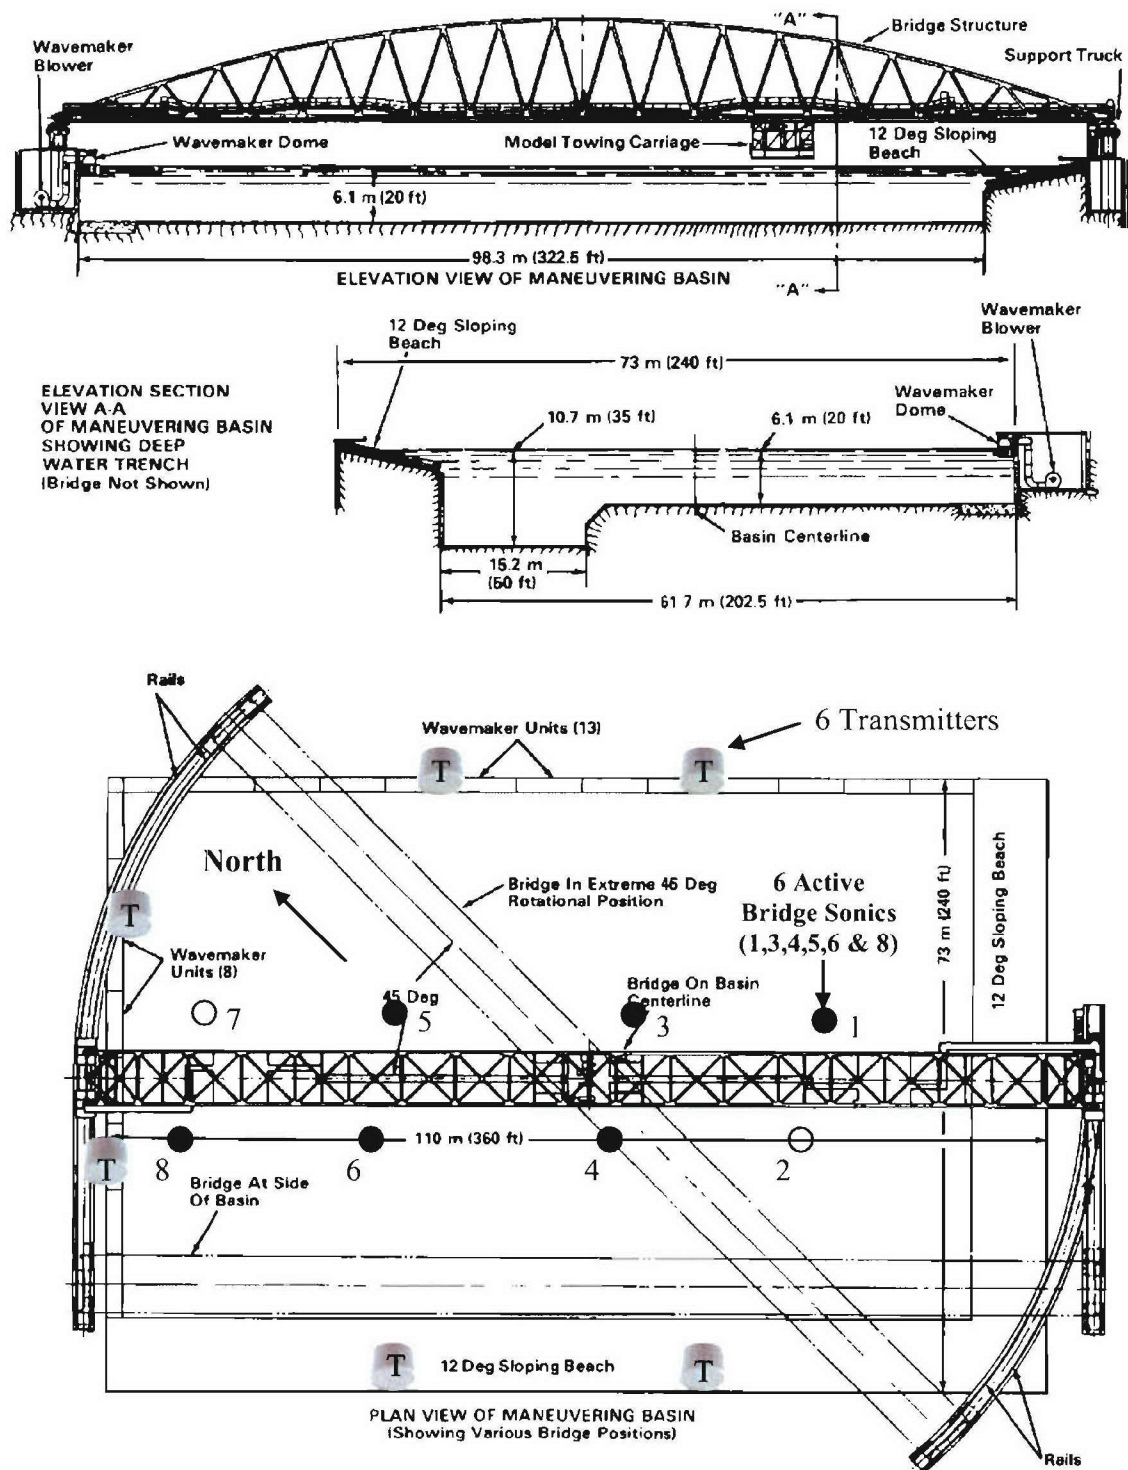 "A"
Bridge Structure
Wavemaker
Blower
Support Truck
Wavemaker Dome
Model Towing Carriage
12 Deg Sloping
Beach
6.1 m (20 ft)
98.3 m (322.5 ft)
ELEVATION VIEW OF MANEUVERING BASIN
"A"
12 Deg Sloping
Beach
Wavemaker
Blower
73 m (240 ft)
ELEVATION SECTION
VIEW A-A
OF MANEUVERING BASIN
SHOWING DEEP
WATER TRENCH
(Bridge Not Shown)
10.7 m (35 ft)
6.1 m (20 ft)
Wavemaker
Dome
Basin Centerline
15.2 m
(50 ft)
61.7 m (202.5 ft)
Rails
Wavemaker Units (13)
6 Transmitters
T
T
North
Bridge In Extreme 45 Deg
Rotational Position
6 Active
Bridge Sonics
(1,3,4,5,6 & 8)
73 m (240 ft)
12 Deg Sloping Beach
T
Wavemaker
Units (8)
45 Deg
Bridge On Basin
Centerline
7
5
3
1
110 m (360 ft)
T
8
6
4
2
Bridge At Side
Of Basin
T
12 Deg Sloping Beach
T
PLAN VIEW OF MANEUVERING BASIN
(Showing Various Bridge Positions)
Rails